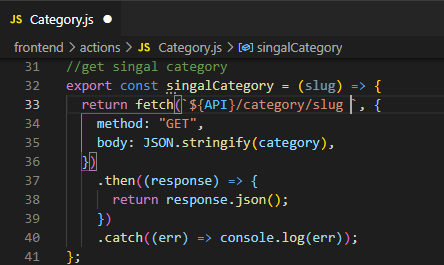 JS Category.js ●
frontend > actions > JS Category.js > singalCategory
31 //get singal category
32 export const singalCategory = (slug) => {
33 return fetch(`${API}/category/slug `, {
34 method: "GET",
35 body: JSON.stringify(category),
36 })
37 .then((response) => {
38 return response.json();
39 })
40 .catch((err) => console.log(err));
41 };